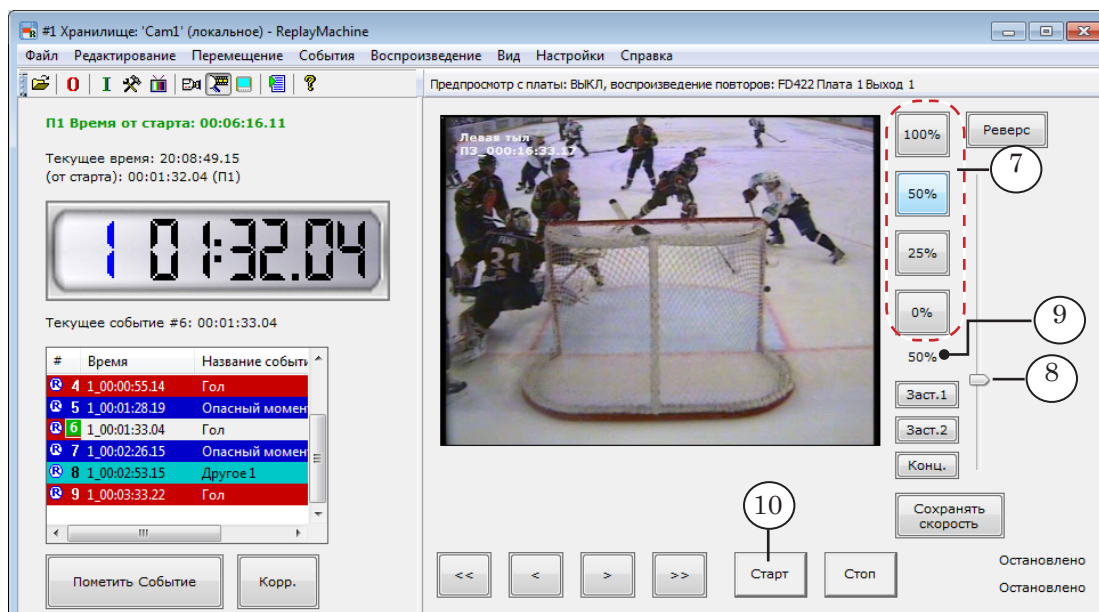 #1 Хранилище: 'Cam1' (локальное) - ReplayMachine
Файл Редактирование Перемещение События Воспроизведение Вид Настройки Справка
Предпросмотр с платы: ВЫКЛ, воспроизведение повторов: FD422 Плата 1 Выход 1
П1 Время от старта: 00:06:16.11
Текущее время: 20:08:49.15
(от старта): 00:01:32.04 (П1)
1 01:32.04
Текущее событие #6: 00:01:33.04
# Время Название событи
R 4 1_00:00:55.14 Гол
R 5 1_00:01:28.19 Опасный момен
R 6 1_00:01:33.04 Гол
R 7 1_00:02:26.15 Опасный момен
R 8 1_00:02:53.15 Другое 1
R 9 1_00:03:33.22 Гол
Пометить Событие Корр.
Левая тыл
П3_000:16:33.17
100% Реверс
7
50%
25%
0%
9
50%
8
Заст.1
Заст.2
Конц.
Сохранять
скорость
10
<< < > >> Старт Стоп
Остановлено
Остановлено